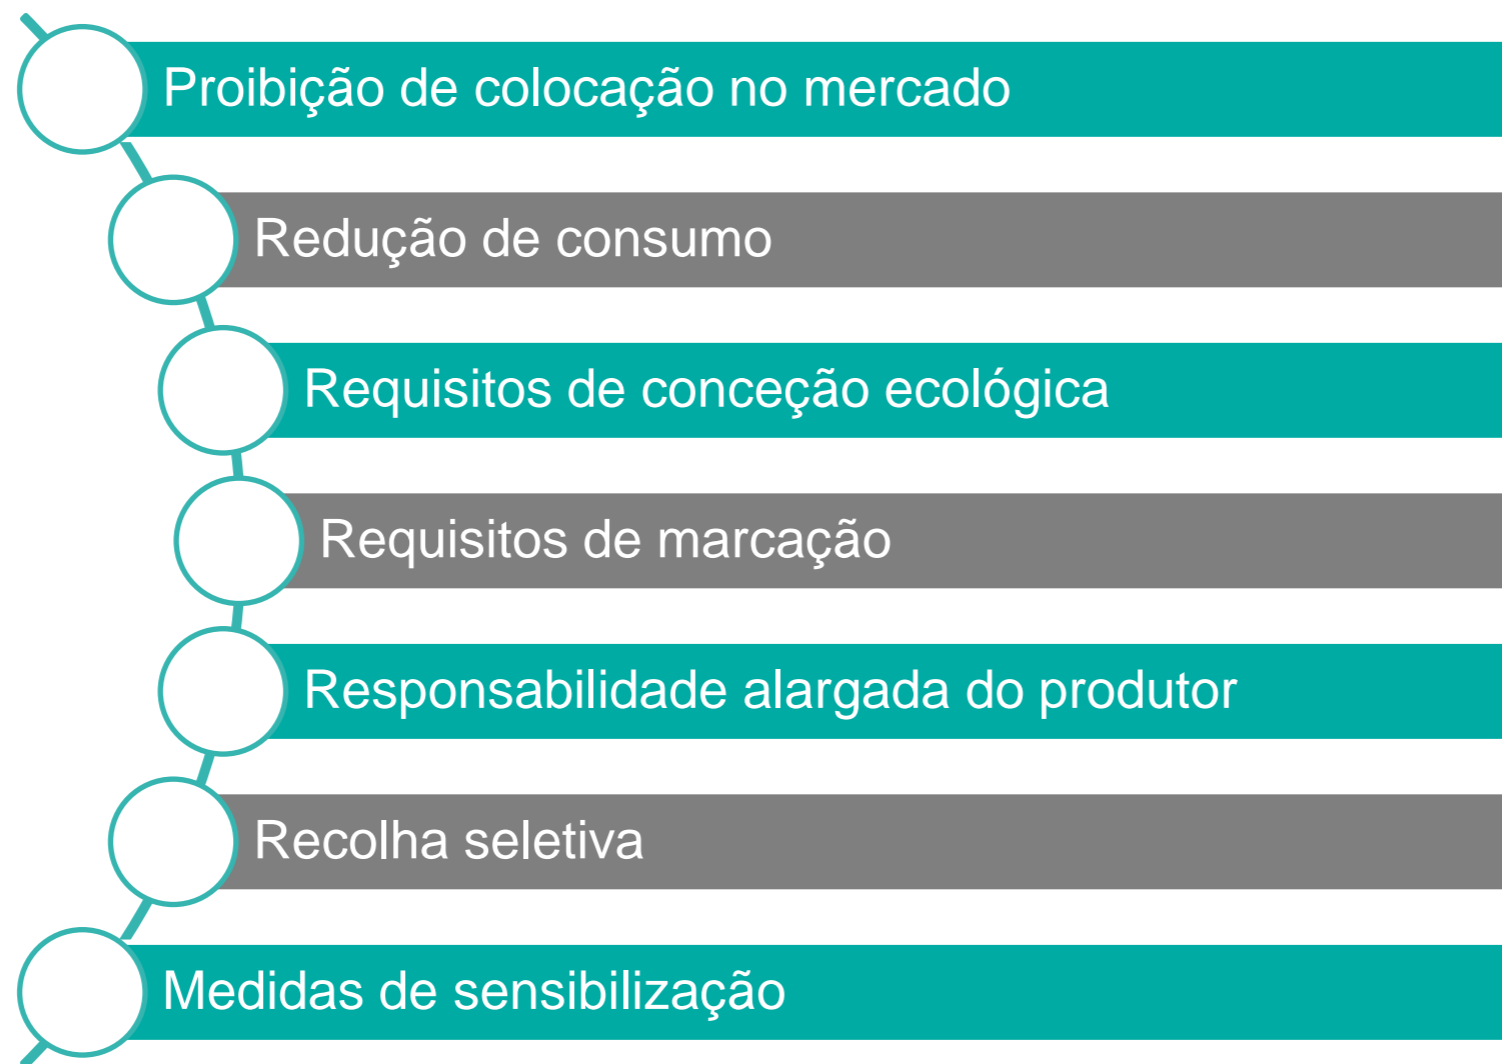 Proibição de colocação no mercado
Redução de consumo
Requisitos de conceção ecológica
Requisitos de marcação
Responsabilidade alargada do produtor
Recolha seletiva
Medidas de sensibilização